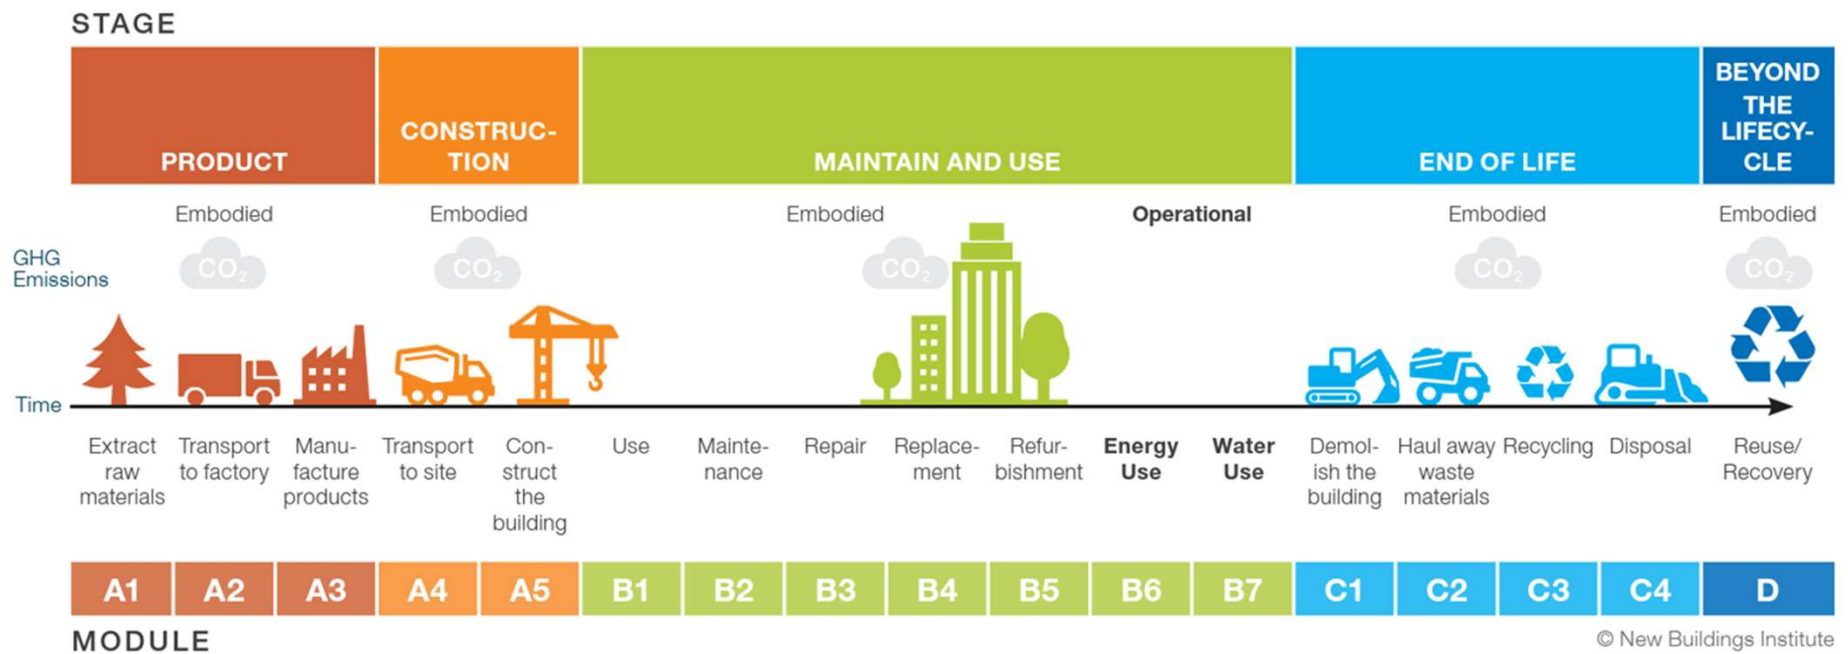 STAGE
PRODUCT
CONSTRUC-
TION
MAINTAIN AND USE
END OF LIFE
BEYOND
THE
LIFECY-
CLE
GHG
Emissions
Embodied
CO₂
Embodied
CO₂
Embodied
CO₂
Operational
Embodied
CO₂
Embodied
CO₂
Time
Extract
raw
materials
Transport
to factory
Manu-
facture
products
Transport
to site
Con-
struct
the
building
Use
Mainte-
nance
Repair
Replace-
ment
Refur-
bishment
Energy
Use
Water
Use
Demol-
ish the
building
Haul away
waste
materials
Recycling
Disposal
Reuse/
Recovery
A1 A2 A3 A4 A5 B1 B2 B3 B4 B5 B6 B7 C1 C2 C3 C4 D
MODULE
© New Buildings Institute